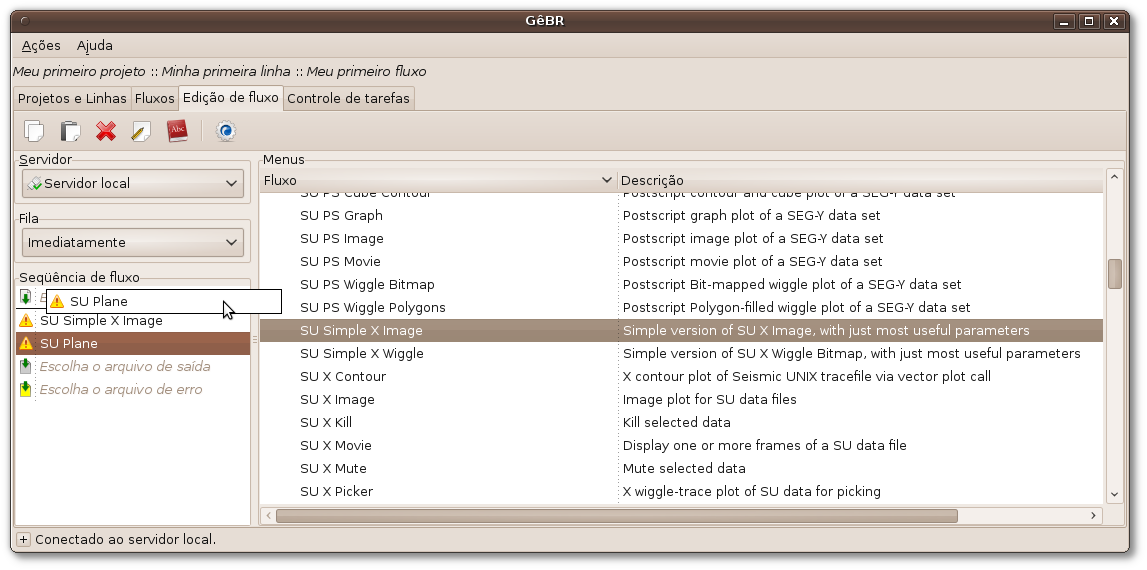 GêBR
Ações Ajuda
Meu primeiro projeto :: Minha primeira linha :: Meu primeiro fluxo
Projetos e Linhas Fluxos Edição de fluxo Controle de tarefas
Abc
Servidor
Servidor local
Fila
Imediatamente
Seqüência de fluxo
SU Plane
SU Simple X Image
SU Plane
Escolha o arquivo de saída
Escolha o arquivo de erro
Menus
Fluxo Descrição
SU PS Cube Contour Postscript contour and cube plot of a SEG-Y data set
SU PS Graph Postscript graph plot of a SEG-Y data set
SU PS Image Postscript image plot of a SEG-Y data set
SU PS Movie Postscript movie plot of a SEG-Y data set
SU PS Wiggle Bitmap Postscript Bit-mapped wiggle plot of a SEG-Y data set
SU PS Wiggle Polygons Postscript Polygon-filled wiggle plot of a SEG-Y data set
SU Simple X Image Simple version of SU X Image, with just most useful parameters
SU Simple X Wiggle Simple version of SU X Wiggle Bitmap, with just most useful parameters
SU X Contour X contour plot of Seismic UNIX tracefile via vector plot call
SU X Image Image plot for SU data files
SU X Kill Kill selected data
SU X Movie Display one or more frames of a SU data file
SU X Mute Mute selected data
SU X Picker X wiggle-trace plot of SU data for picking
Conectado ao servidor local.